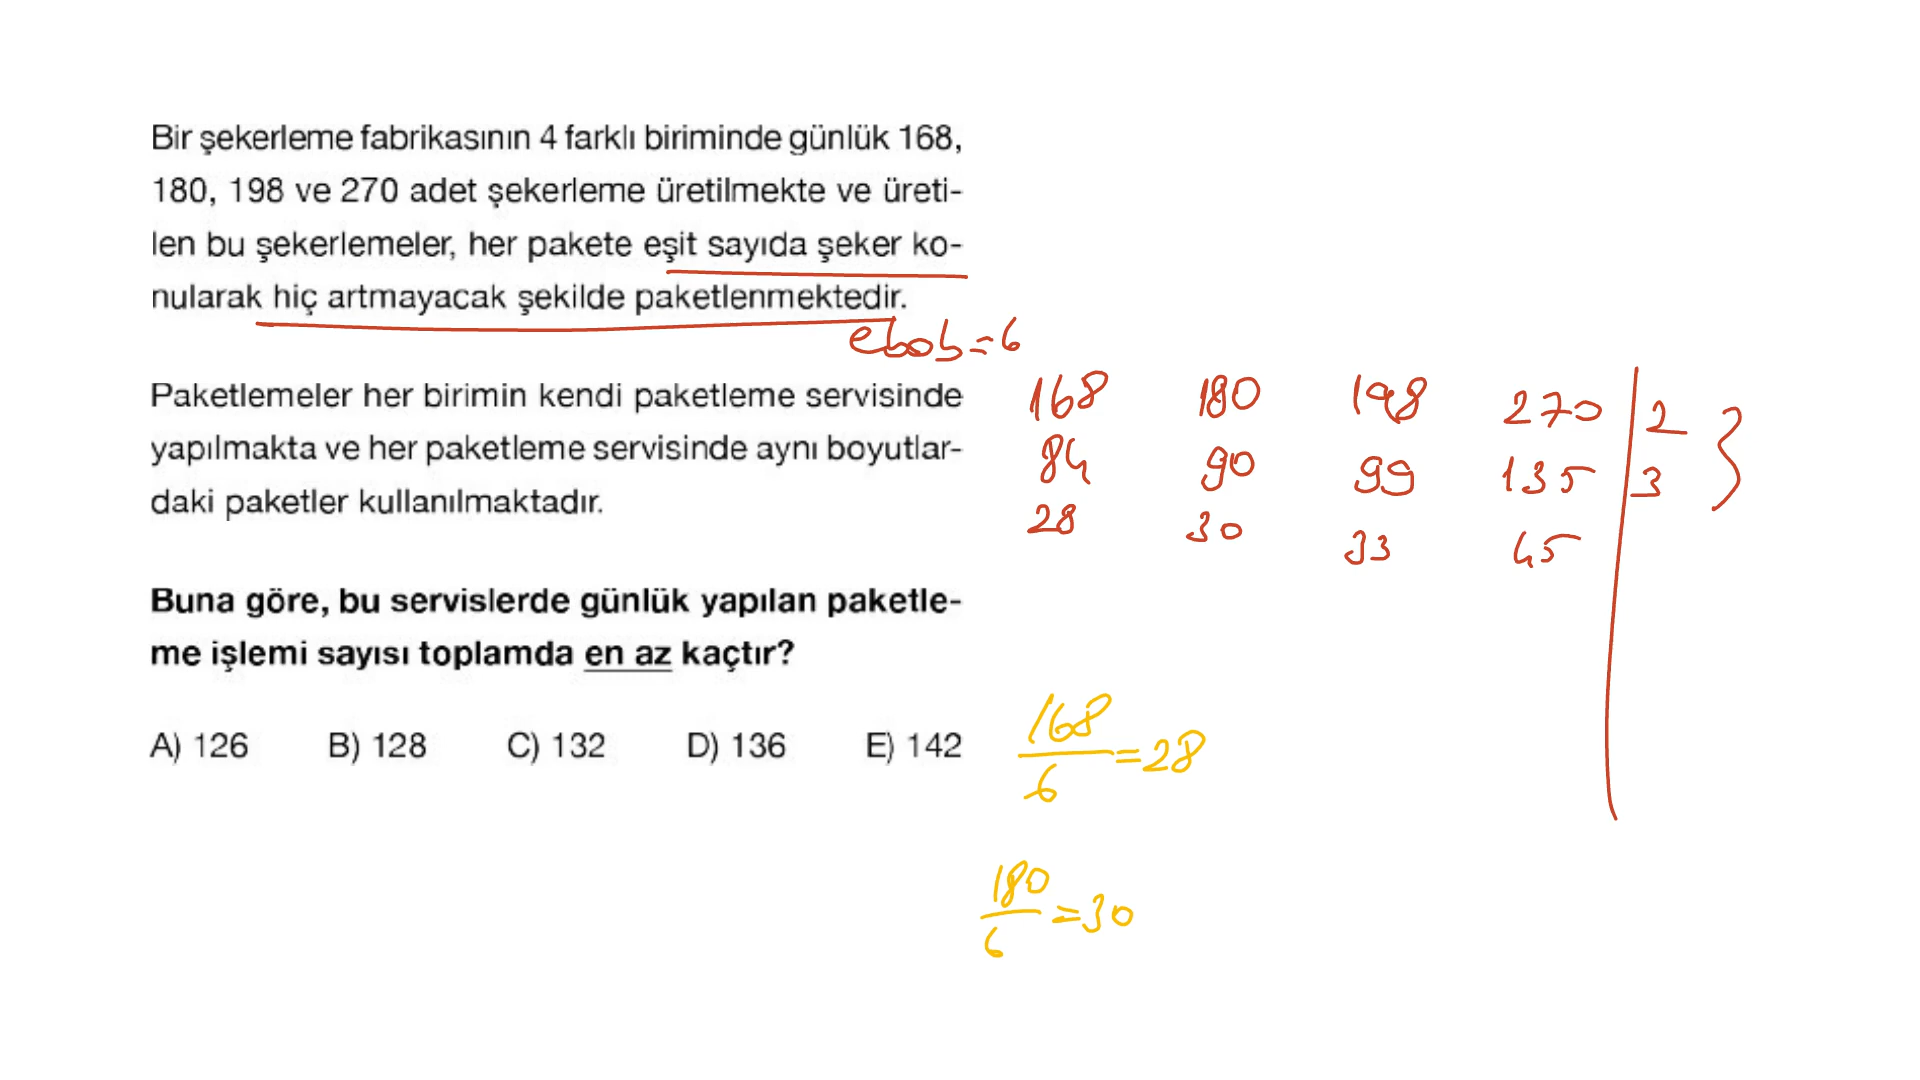 Bir şekerleme fabrikasının 4 farklı biriminde günlük 168,
180, 198 ve 270 adet şekerleme üretilmekte ve üreti-
len bu şekerlemeler, her pakete eşit sayıda şeker ko-
nularak hiç artmayacak şekilde paketlenmektedir.
ebob=6
Paketlemeler her birimin kendi paketleme servisinde
yapılmakta ve her paketleme servisinde aynı boyutlar-
daki paketler kullanılmaktadır.
168 180 198 270 2
84 90 99 135 3
28 30 33 45
Buna göre, bu servislerde günlük yapılan paketle-
me işlemi sayısı toplamda en az kaçtır?
A) 126 B) 128 C) 132 D) 136 E) 142
168
6
=28
180
6
=30